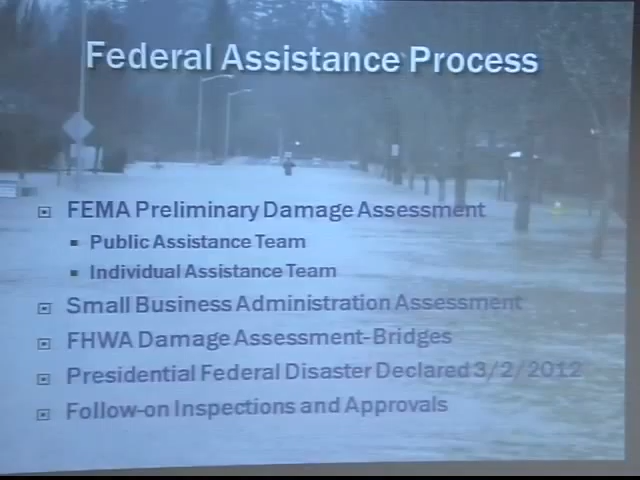 Federal Assistance Process
FEMA Preliminary Damage Assessment
Public Assistance Team
Individual Assistance Team
Small Business Administration Assessment
FHWA Damage Assessment-Bridges
Presidential Federal Disaster Declared 3/2/2012
Follow-on Inspections and Approvals